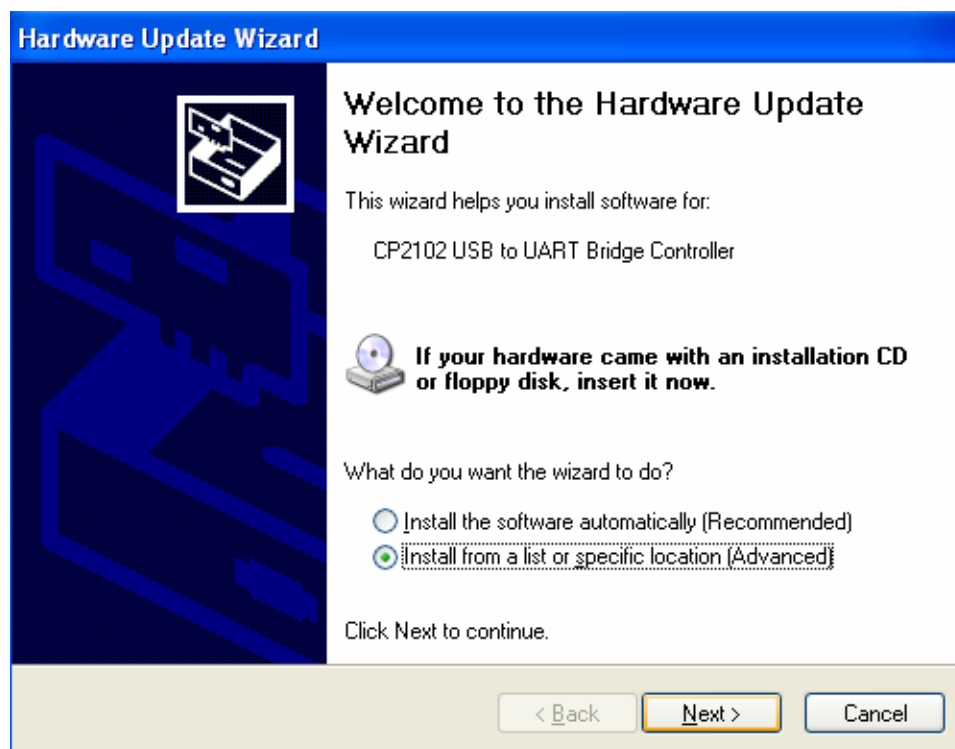 Hardware Update Wizard
Welcome to the Hardware Update
Wizard
This wizard helps you install software for:
CP2102 USB to UART Bridge Controller
If your hardware came with an installation CD
or floppy disk, insert it now.
What do you want the wizard to do?
Install the software automatically (Recommended)
Install from a list or specific location (Advanced)
Click Next to continue.
< Back
Next >
Cancel